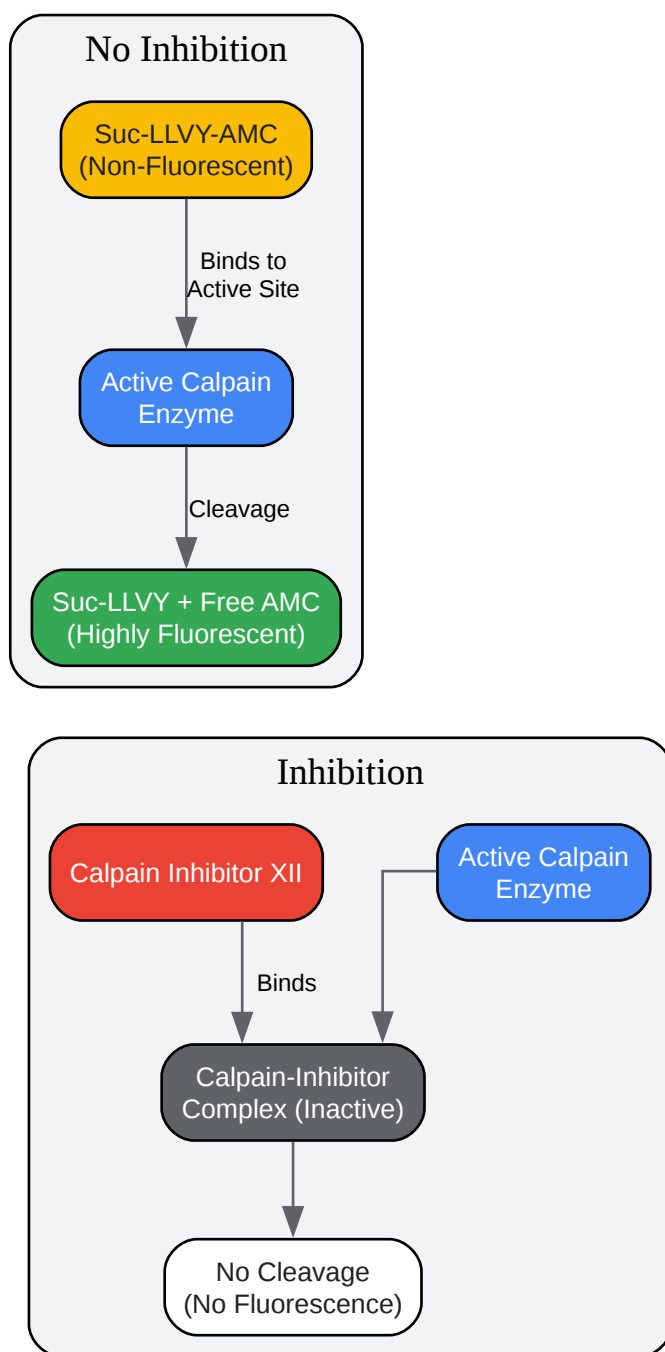 No Inhibition
Suc-LLVY-AMC
(Non-Fluorescent)
Binds to
Active Site
Active Calpain
Enzyme
Cleavage
Suc-LLVY + Free AMC
(Highly Fluorescent)
Inhibition
Calpain Inhibitor XII
Active Calpain
Enzyme
Binds
Calpain-Inhibitor
Complex (Inactive)
No Cleavage
(No Fluorescence)